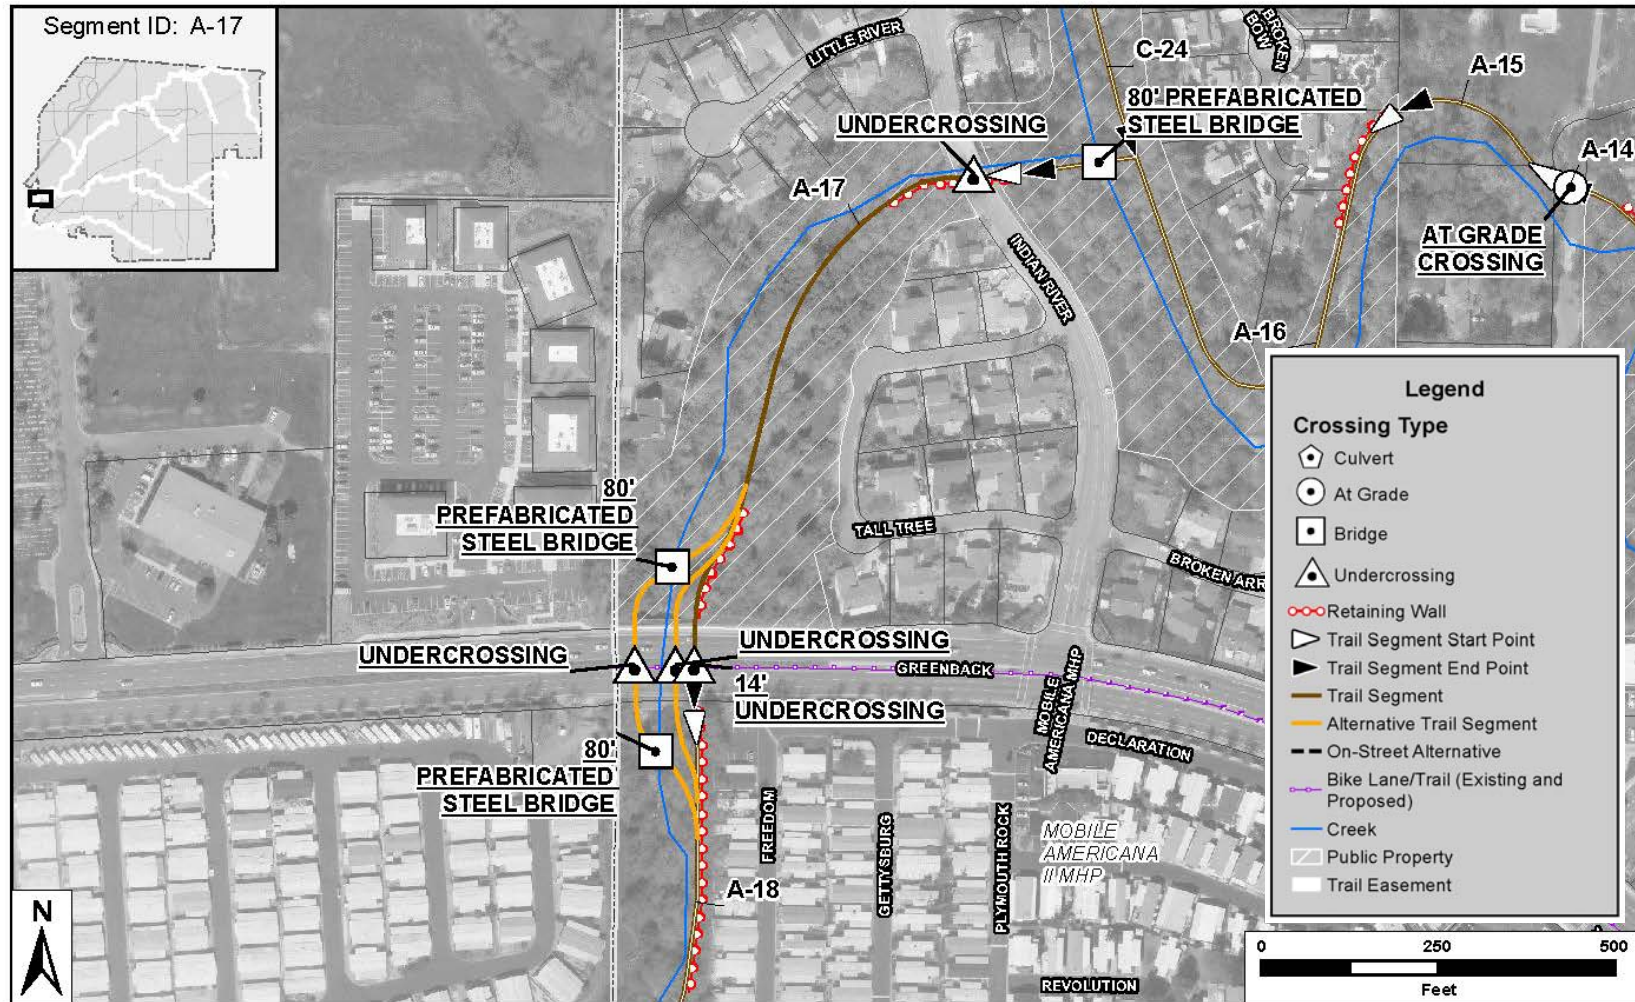 Segment ID: A-17
LITTLE RIVER
BROKEN
BOW
C-24
A-15
80' PREFABRICATED
STEEL BRIDGE
UNDERCROSSING
A-14
A-17
AT GRADE
CROSSING
INDIAN RIVER
A-16
80'
PREFABRICATED
STEEL BRIDGE
TALL TREE
BROKEN ARR
UNDERCROSSING
UNDERCROSSING
GREENBACK
14'
UNDERCROSSING
MOBILE
AMERICANA MHP
DECLARATION
80'
PREFABRICATED
STEEL BRIDGE
FREEDOM
GETTYSBURG
PLYMOUTH ROCK
MOBILE
AMERICANA
II MHP
A-18
REVOLUTION
N
Legend
Crossing Type
Culvert
At Grade
Bridge
Undercrossing
Retaining Wall
Trail Segment Start Point
Trail Segment End Point
Trail Segment
Alternative Trail Segment
On-Street Alternative
Bike Lane/Trail (Existing and
Proposed)
Creek
Public Property
Trail Easement
0 250 500
Feet